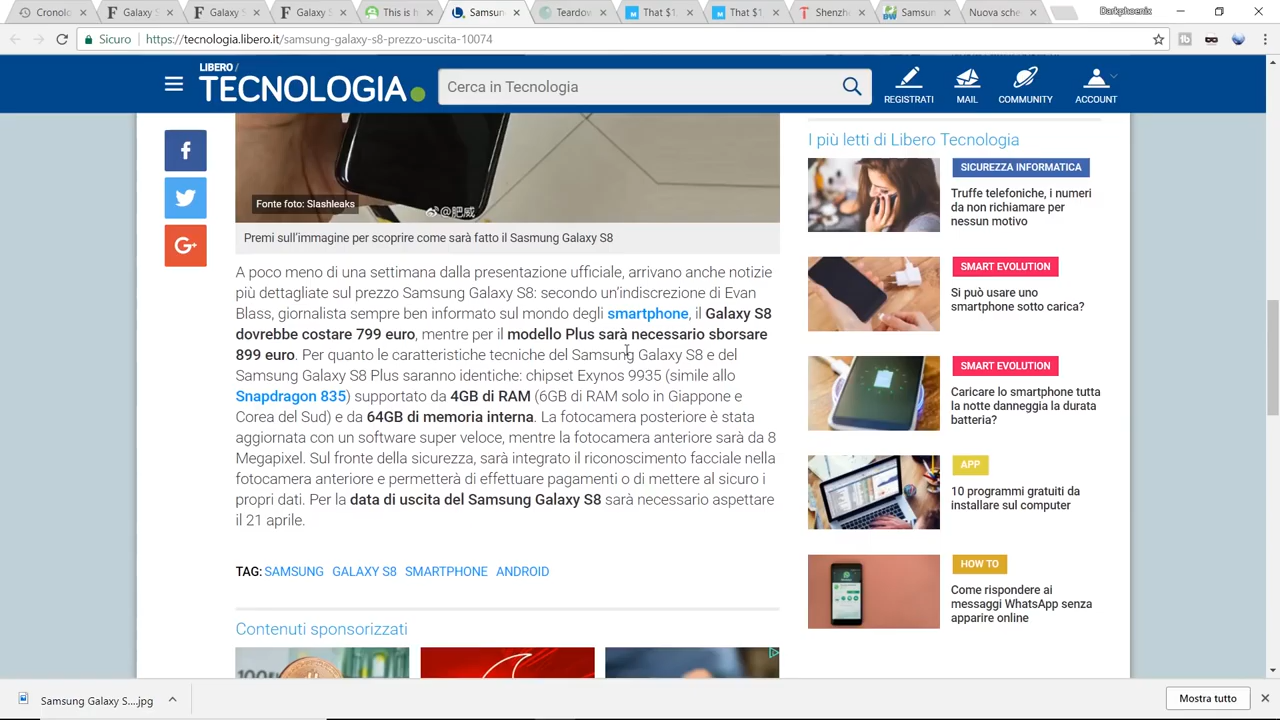 Cronolo
Galaxy S
Galaxy S
Galaxy S
This is h
Samsun
Teardow
That $1,
That $1,
Shenzhe
Samsun
Nuova sche
Darkphoenix
Sicuro
https://tecnologia.libero.it/samsung-galaxy-s8-prezzo-uscita-10074
LIBERO/
TECNOLOGIA
Cerca in Tecnologia
REGISTRATI
MAIL
COMMUNITY
ACCOUNT
Fonte foto: Slashleaks
@肥威
Premi sull'immagine per scoprire come sarà fatto il Sasmung Galaxy S8
A poco meno di una settimana dalla presentazione ufficiale, arrivano anche notizie
più dettagliate sul prezzo Samsung Galaxy S8: secondo un'indiscrezione di Evan
Blass, giornalista sempre ben informato sul mondo degli smartphone, il Galaxy S8
dovrebbe costare 799 euro, mentre per il modello Plus sarà necessario sborsare
899 euro. Per quanto le caratteristiche tecniche del Samsung Galaxy S8 e del
Samsung Galaxy S8 Plus saranno identiche: chipset Exynos 9935 (simile allo
Snapdragon 835) supportato da 4GB di RAM (6GB di RAM solo in Giappone e
Corea del Sud) e da 64GB di memoria interna. La fotocamera posteriore è stata
aggiornata con un software super veloce, mentre la fotocamera anteriore sarà da 8
Megapixel. Sul fronte della sicurezza, sarà integrato il riconoscimento facciale nella
fotocamera anteriore e permetterà di effettuare pagamenti o di mettere al sicuro i
propri dati. Per la data di uscita del Samsung Galaxy S8 sarà necessario aspettare
il 21 aprile.
TAG: SAMSUNG GALAXY S8 SMARTPHONE ANDROID
Contenuti sponsorizzati
I più letti di Libero Tecnologia
SICUREZZA INFORMATICA
Truffe telefoniche, i numeri
da non richiamare per
nessun motivo
SMART EVOLUTION
Si può usare uno
smartphone sotto carica?
SMART EVOLUTION
Caricare lo smartphone tutta
la notte danneggia la durata
batteria?
APP
10 programmi gratuiti da
installare sul computer
HOW TO
Come rispondere ai
messaggi WhatsApp senza
apparire online
Samsung Galaxy S....jpg
Mostra tutto